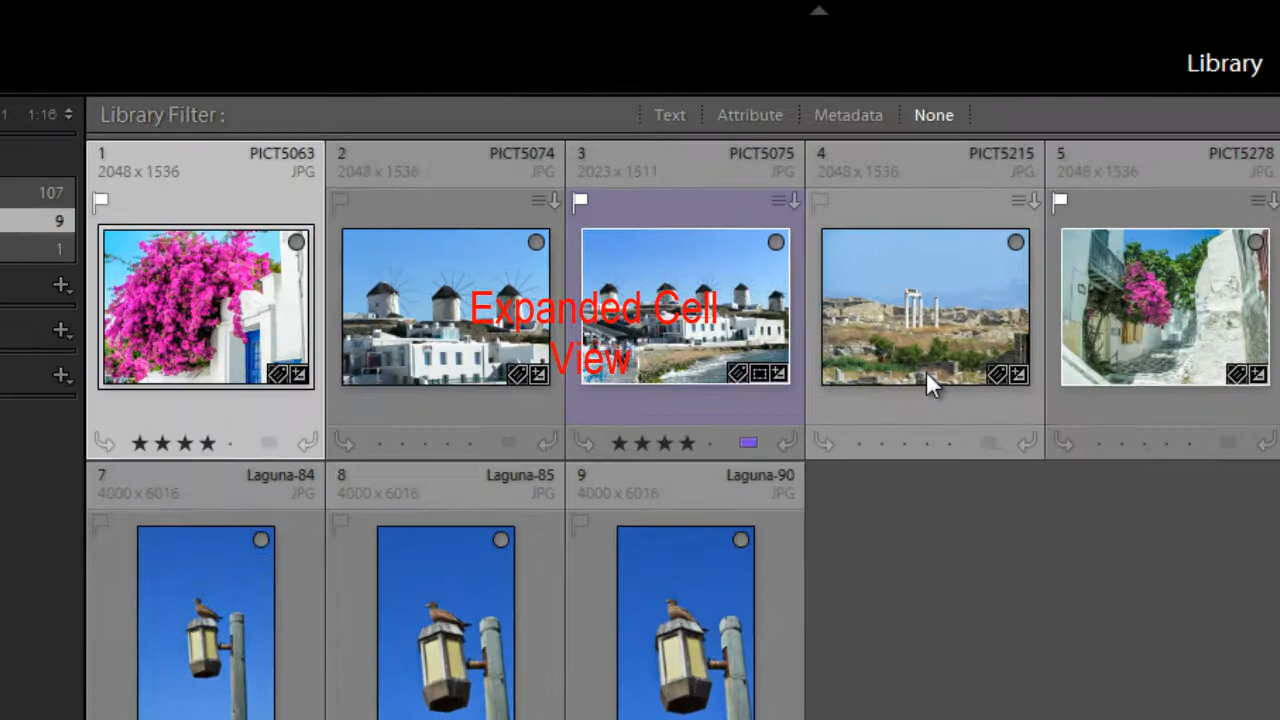 Library
1 1:16
Library Filter :
Text Attribute Metadata None
1 PICT5063
2048 x 1536 JPG
2 PICT5074
2048 x 1536 JPG
3 PICT5075
2023 x 1511 JPG
4 PICT5215
2048 x 1536 JPG
5 PICT5278
2048 x 1536 JPG
107
9
1
Expanded Cell
View
7 Laguna-84
4000 x 6016 JPG
8 Laguna-85
4000 x 6016 JPG
9 Laguna-90
4000 x 6016 JPG